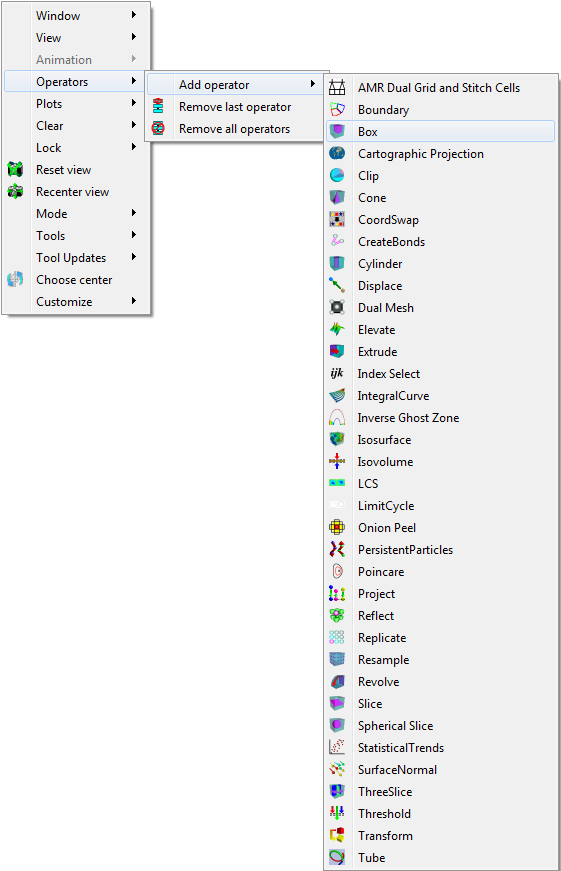 Window
View
Animation
Operators
Plots
Clear
Lock
Reset view
Recenter view
Mode
Tools
Tool Updates
Choose center
Customize
Add operator
Remove last operator
Remove all operators
AMR Dual Grid and Stitch Cells
Boundary
Box
Cartographic Projection
Clip
Cone
CoordSwap
CreateBonds
Cylinder
Displace
Dual Mesh
Elevate
Extrude
ijk Index Select
IntegralCurve
Inverse Ghost Zone
Isosurface
Isovolume
LCS
LimitCycle
Onion Peel
PersistentParticles
Poincare
Project
Reflect
Replicate
Resample
Revolve
Slice
Spherical Slice
StatisticalTrends
SurfaceNormal
ThreeSlice
Threshold
Transform
Tube